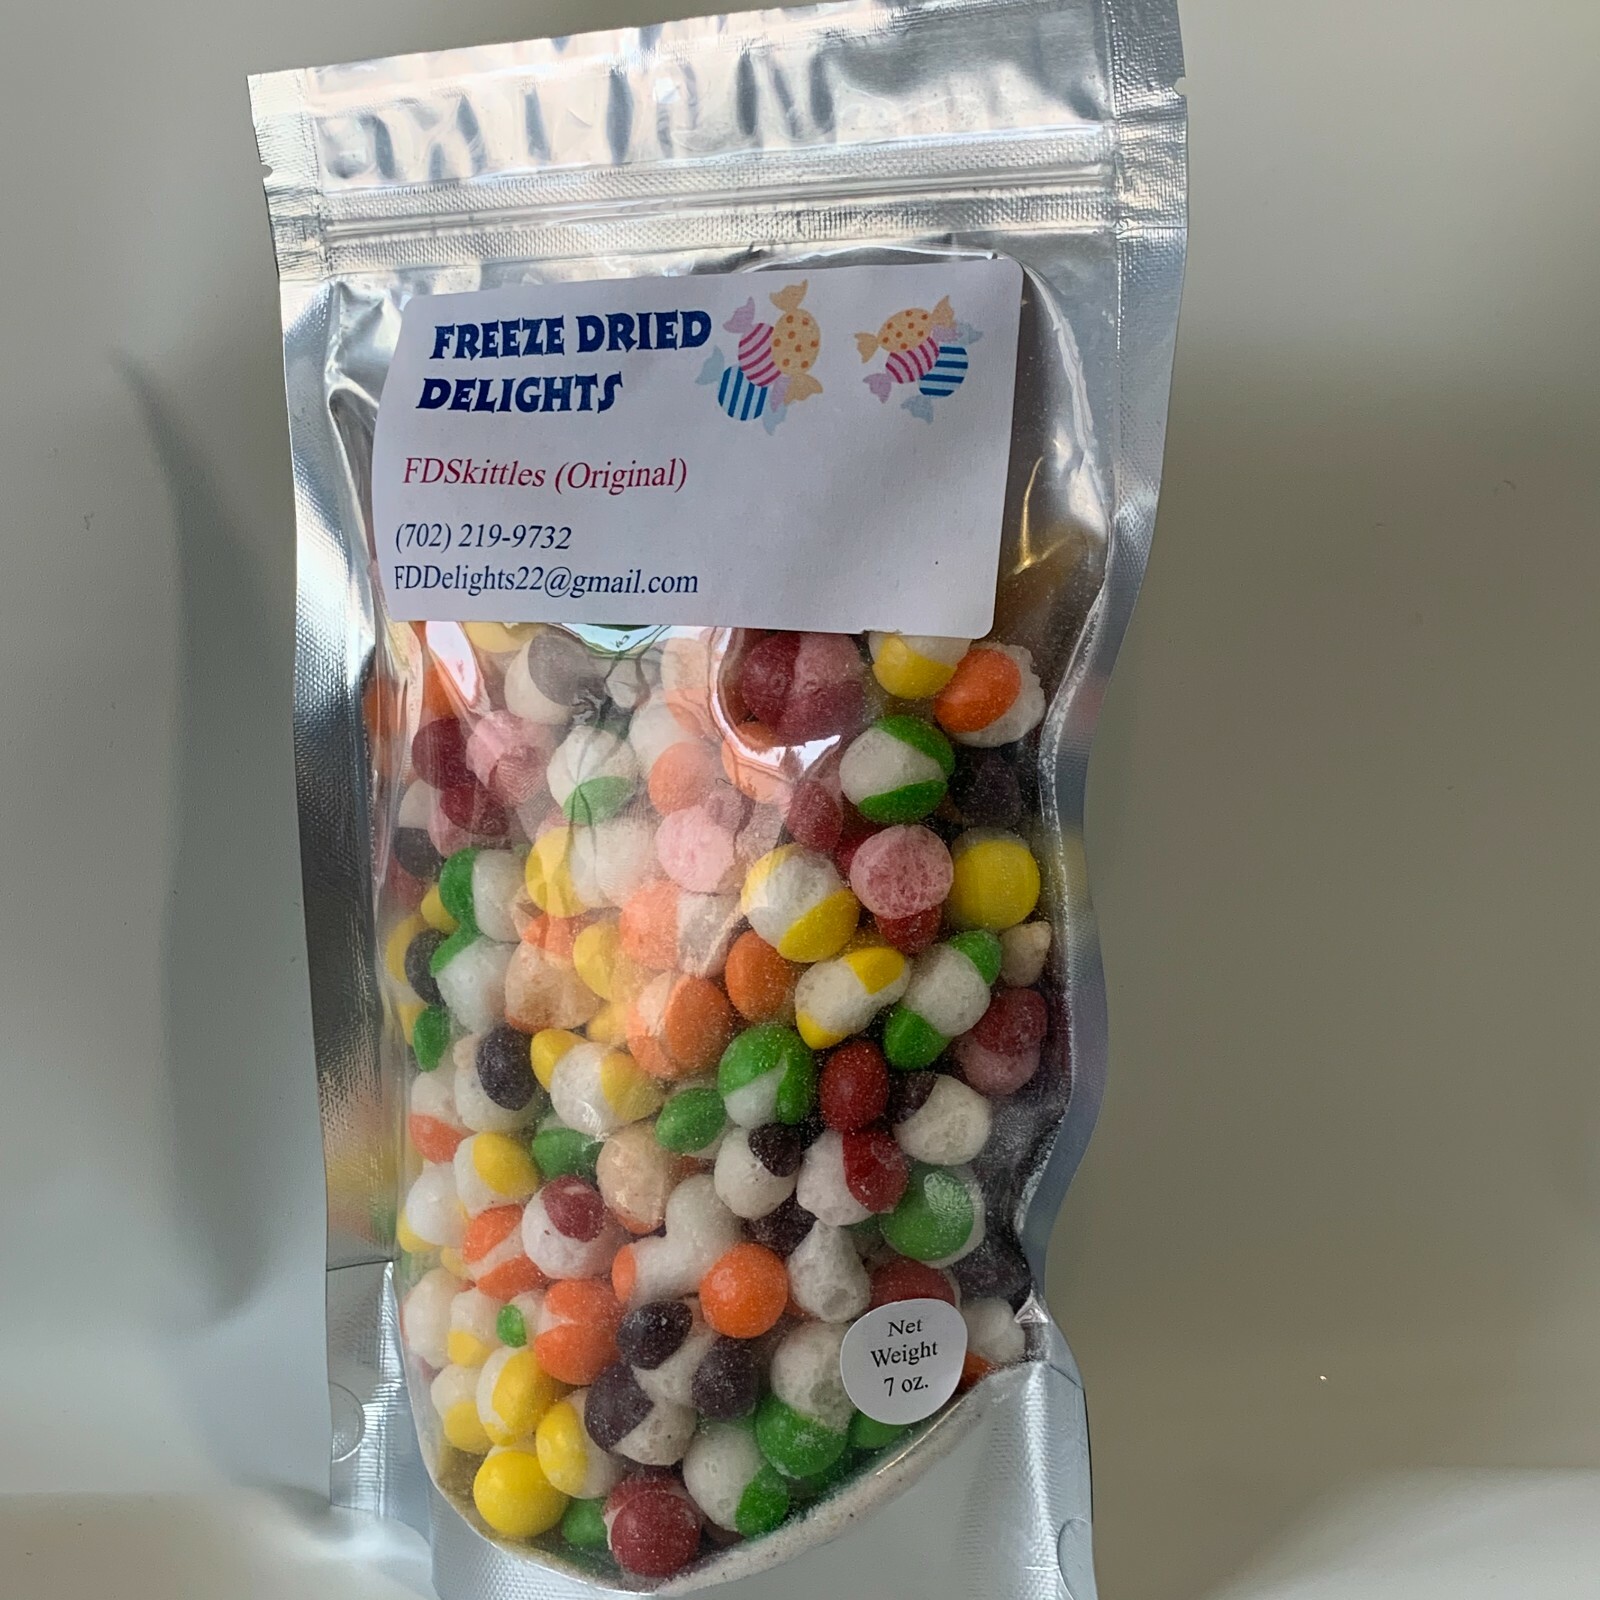 FREEZE DRIED
DELIGHTS
FDSkittles (Original)
(702) 219-9732
FDDelights22@gmail.com
Net
Weight
7 oz.